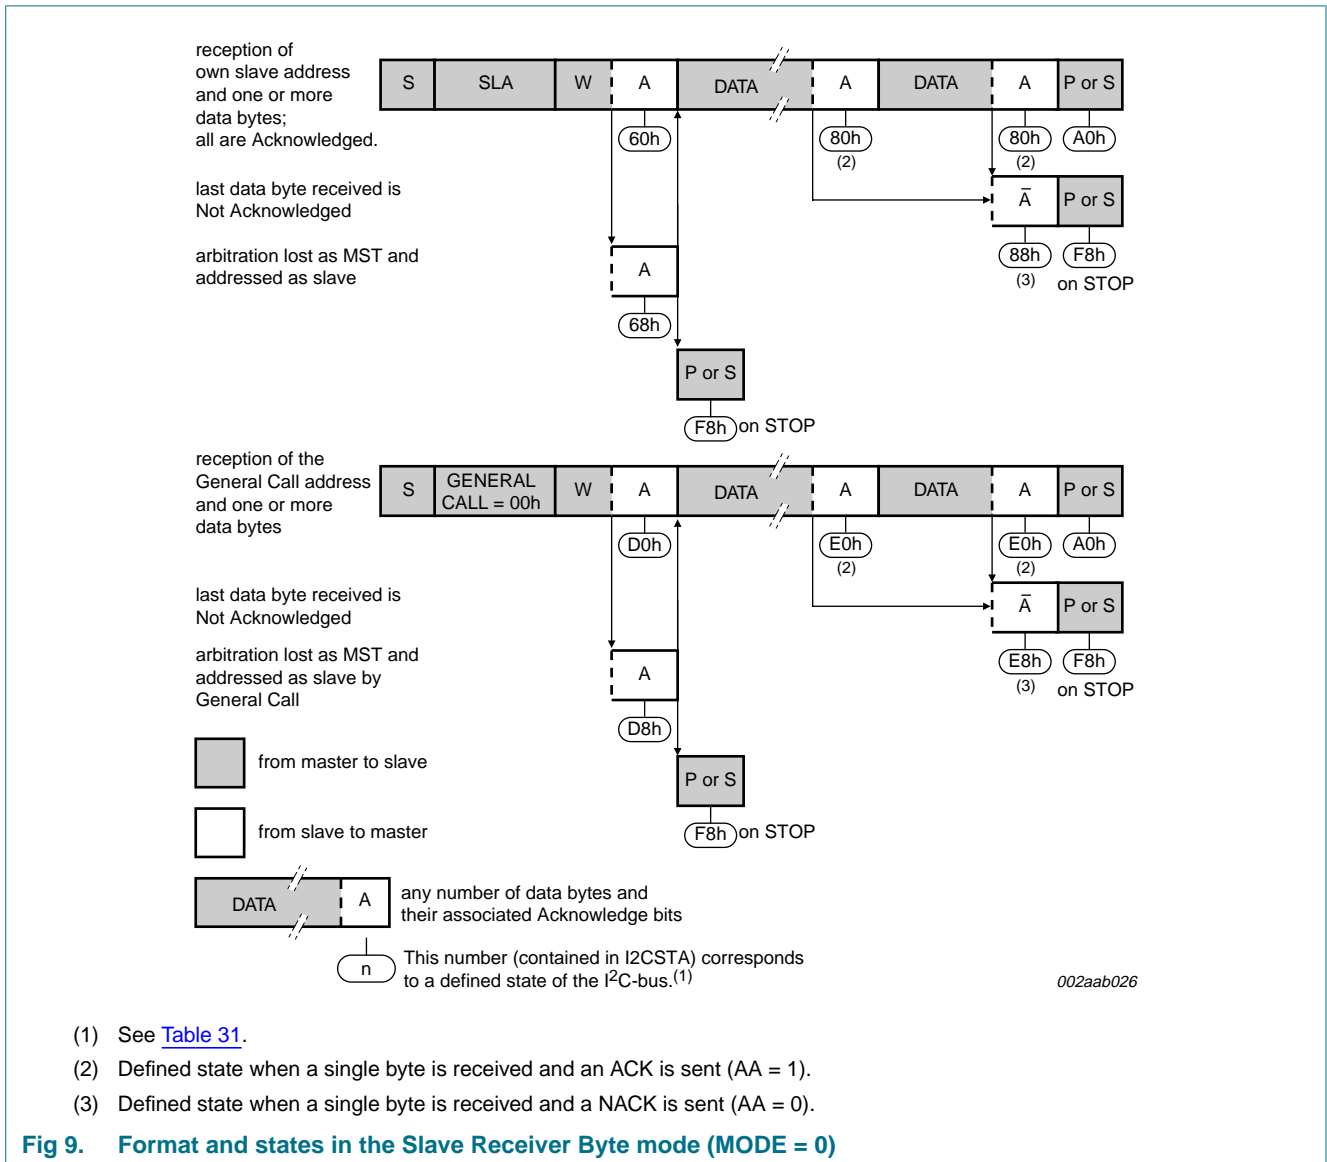 reception of
own slave address
and one or more
data bytes;
all are Acknowledged.
S SLA W A DATA A DATA A P or S
60h 80h 80h A0h
(2) (2)
last data byte received is
Not Acknowledged
Ā P or S
88h F8h
(3) on STOP
arbitration lost as MST and
addressed as slave
A
68h
P or S
F8h on STOP
reception of the
General Call address
and one or more
data bytes
S GENERAL CALL = 00h W A DATA A DATA A P or S
D0h E0h E0h A0h
(2) (2)
last data byte received is
Not Acknowledged
Ā P or S
E8h F8h
(3) on STOP
arbitration lost as MST and
addressed as slave by
General Call
A
D8h
P or S
F8h on STOP
from master to slave
from slave to master
DATA A
any number of data bytes and
their associated Acknowledge bits
n
This number (contained in I2CSTA) corresponds
to a defined state of the I²C-bus.(1)
002aab026
(1) See Table 31.
(2) Defined state when a single byte is received and an ACK is sent (AA = 1).
(3) Defined state when a single byte is received and a NACK is sent (AA = 0).
Fig 9. Format and states in the Slave Receiver Byte mode (MODE = 0)